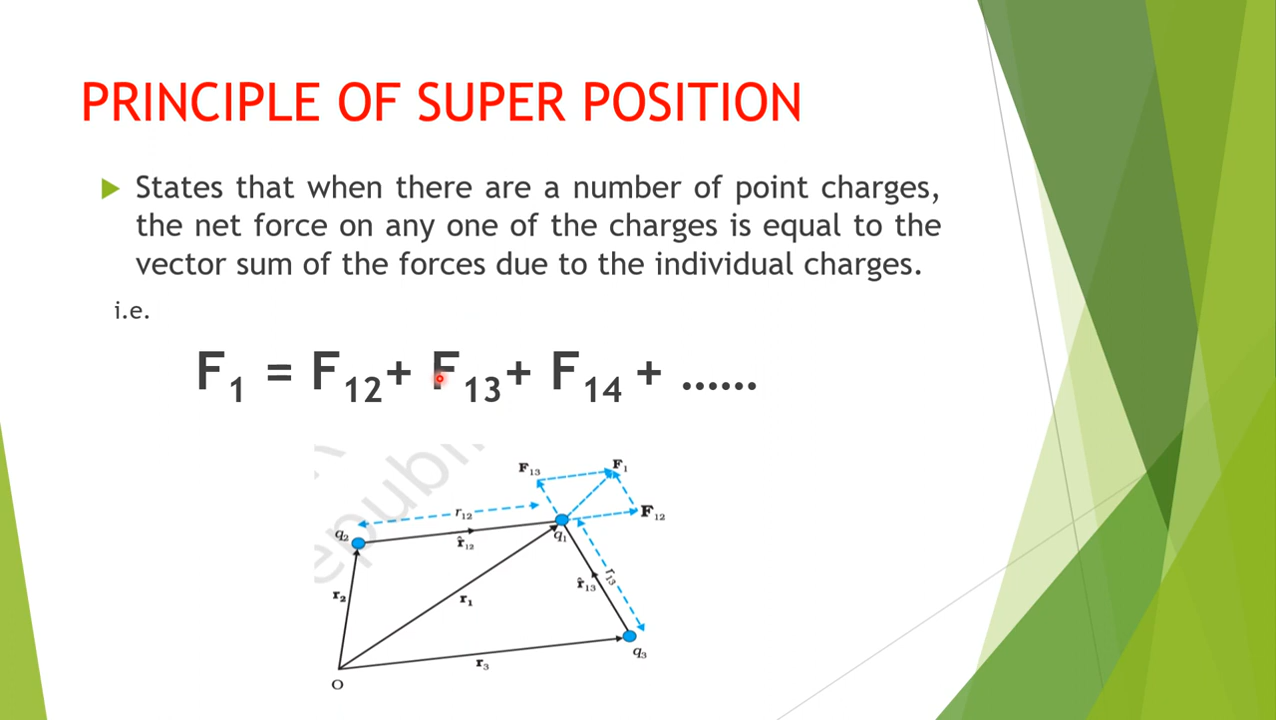 PRINCIPLE OF SUPER POSITION
States that when there are a number of point charges,
the net force on any one of the charges is equal to the
vector sum of the forces due to the individual charges.
i.e.
F₁ = F₁₂+ F₁₃+ F₁₄ + ......
F₁₃
F₁
r₁₂
F₁₂
q₂
r̂₁₂
q₁
r̂₁₃
r₁₃
r₂
r₁
r₃
q₃
O